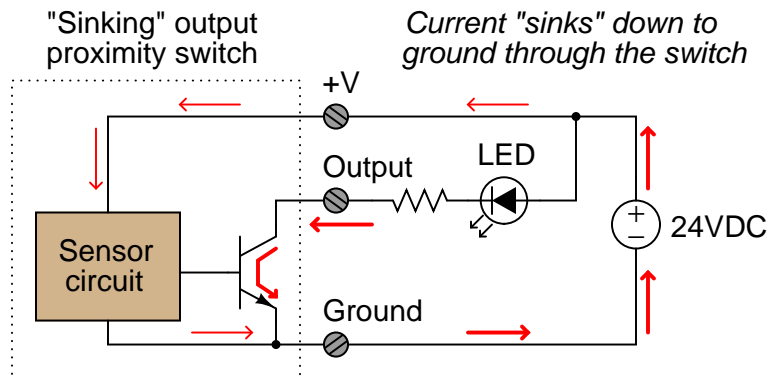 "Sinking" output
proximity switch
Current "sinks" down to
ground through the switch
+V
Output
LED
Sensor
circuit
+
−
24VDC
Ground